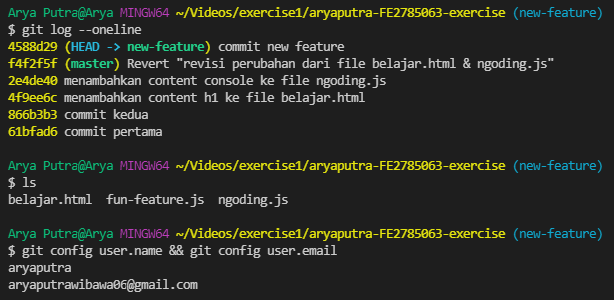 Arya Putra@Arya MINGW64 ~/Videos/exercise1/aryaputra-FE2785063-exercise (new-feature)
$ git log --oneline
4588d29 (HEAD -> new-feature) commit new feature
f4f2f5f (master) Revert "revisi perubahan dari file belajar.html & ngoding.js"
2e4de40 menambahkan content console ke file ngoding.js
4f9ee6c menambahkan content h1 ke file belajar.html
866b3b3 commit kedua
61bfad6 commit pertama
Arya Putra@Arya MINGW64 ~/Videos/exercise1/aryaputra-FE2785063-exercise (new-feature)
$ ls
belajar.html  fun-feature.js  ngoding.js
Arya Putra@Arya MINGW64 ~/Videos/exercise1/aryaputra-FE2785063-exercise (new-feature)
$ git config user.name && git config user.email
aryaputra
aryaputrawibawa06@gmail.com